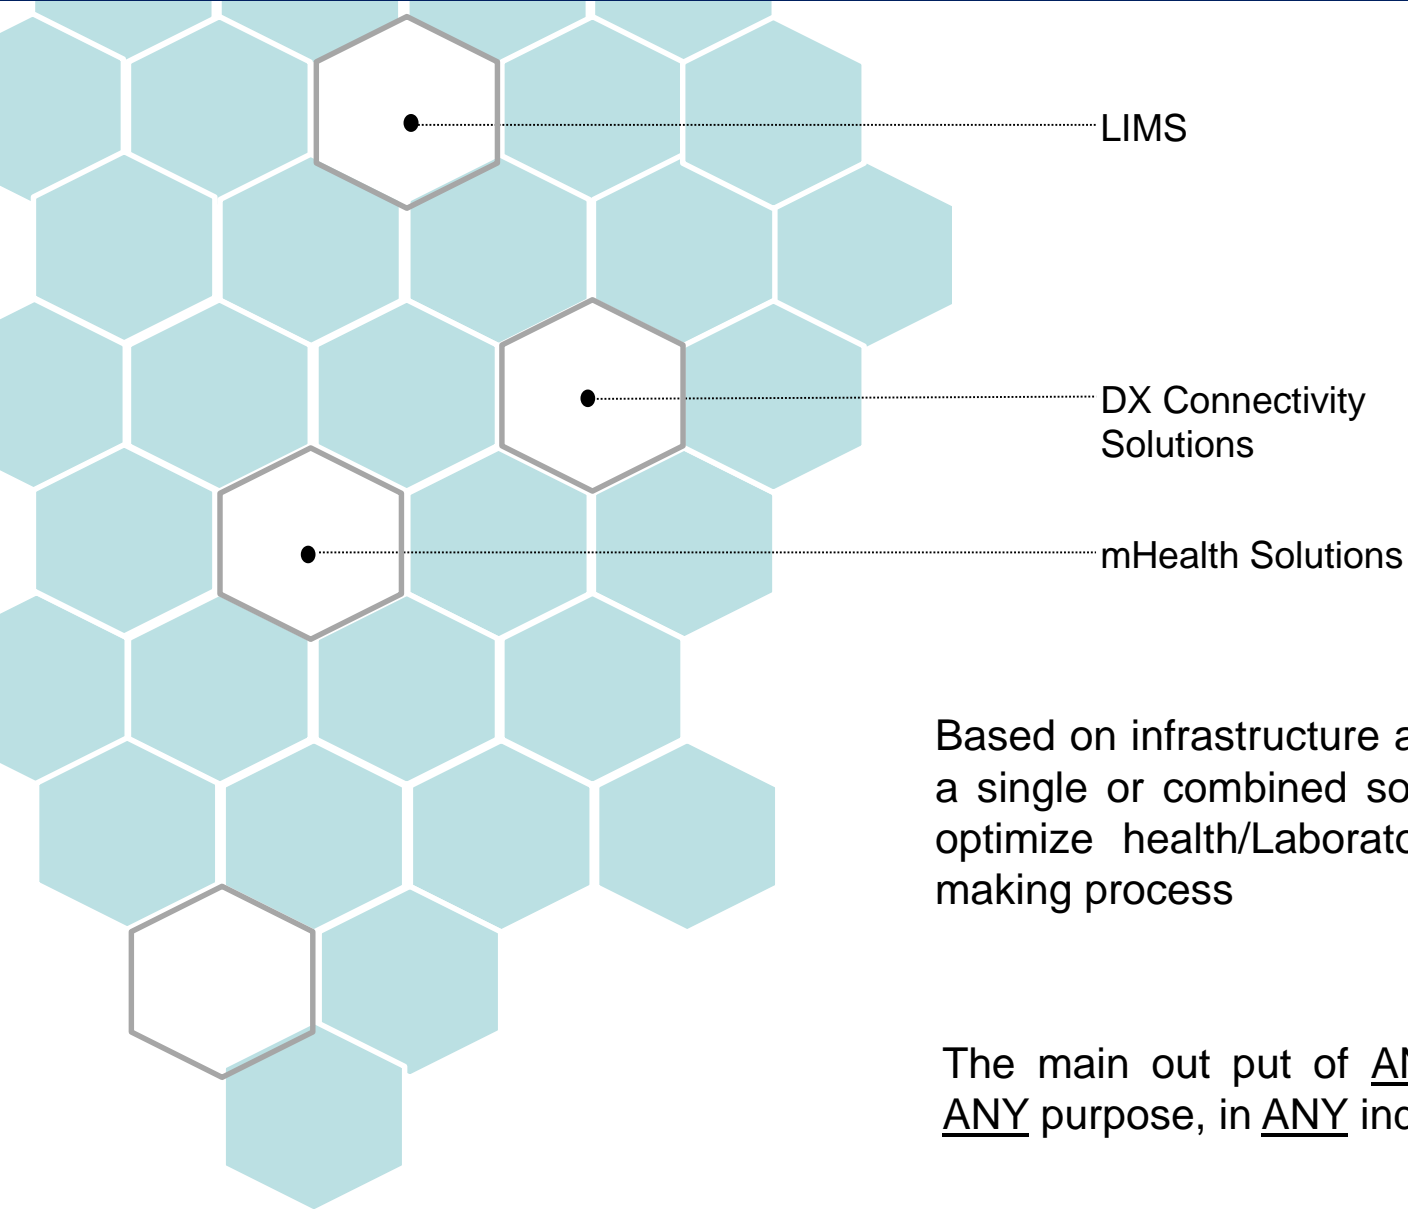 LIMS
DX Connectivity
Solutions
mHealth Solutions
Based on infrastructure
a single or combined
optimize health/
making process
The main out put of
ANY purpose, in ANY